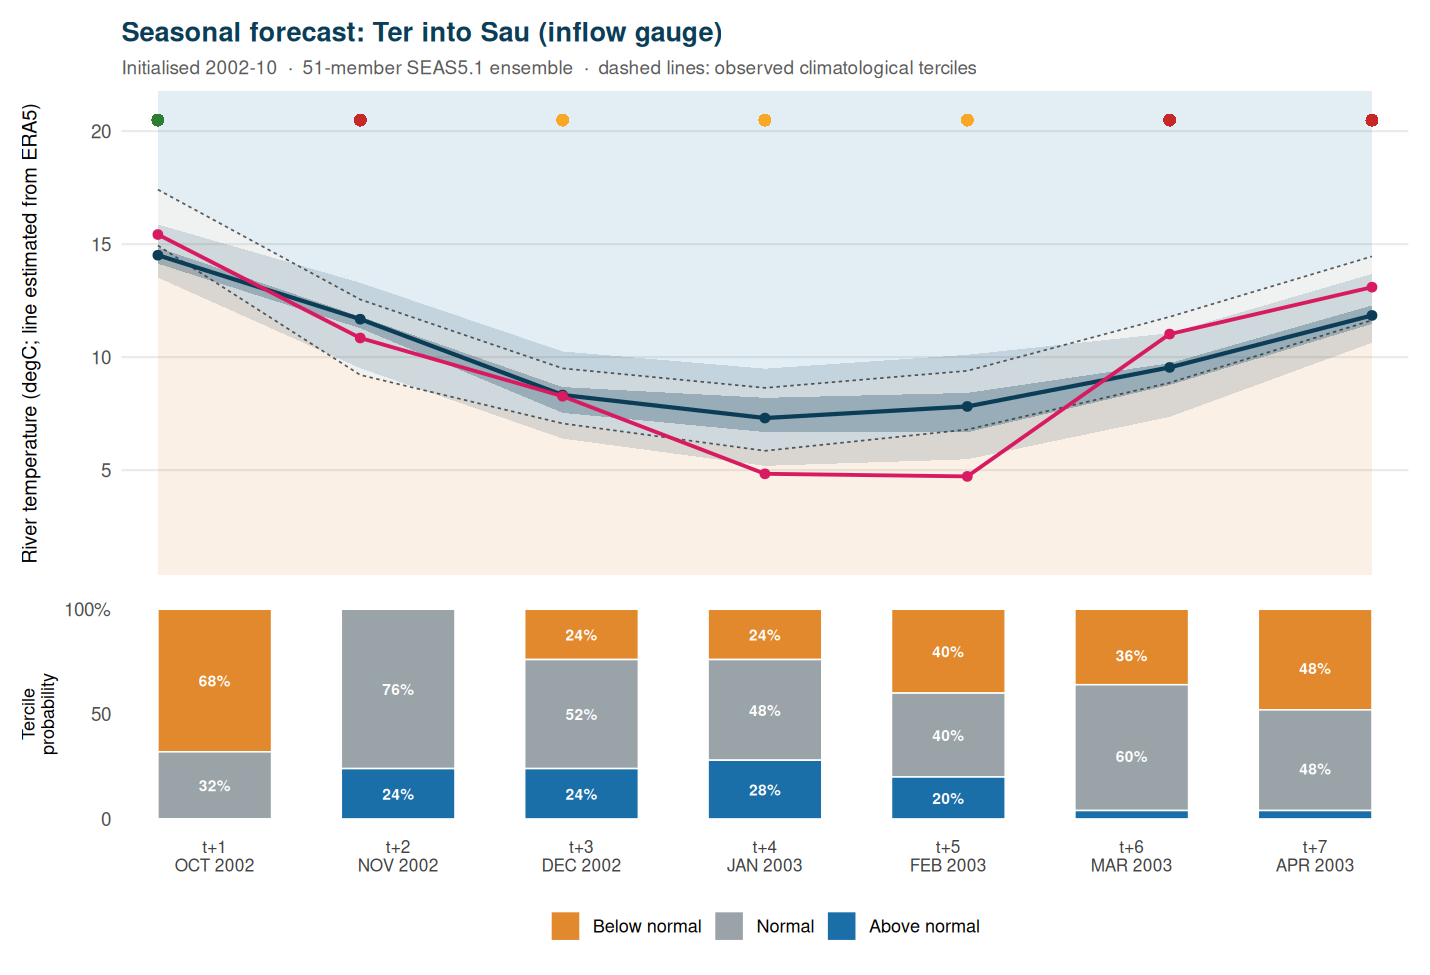 Seasonal forecast: Ter into Sau (inflow gauge)
Initialised 2002-10 · 51-member SEAS5.1 ensemble · dashed lines: observed climatological terciles
River temperature (degC; line estimated from ERA5)
20
15
10
5
Tercile
probability
100%
50
0
68%
32%
76%
24%
24%
52%
24%
24%
48%
28%
40%
40%
20%
36%
60%
48%
48%
t+1
OCT 2002
t+2
NOV 2002
t+3
DEC 2002
t+4
JAN 2003
t+5
FEB 2003
t+6
MAR 2003
t+7
APR 2003
Below normal
Normal
Above normal